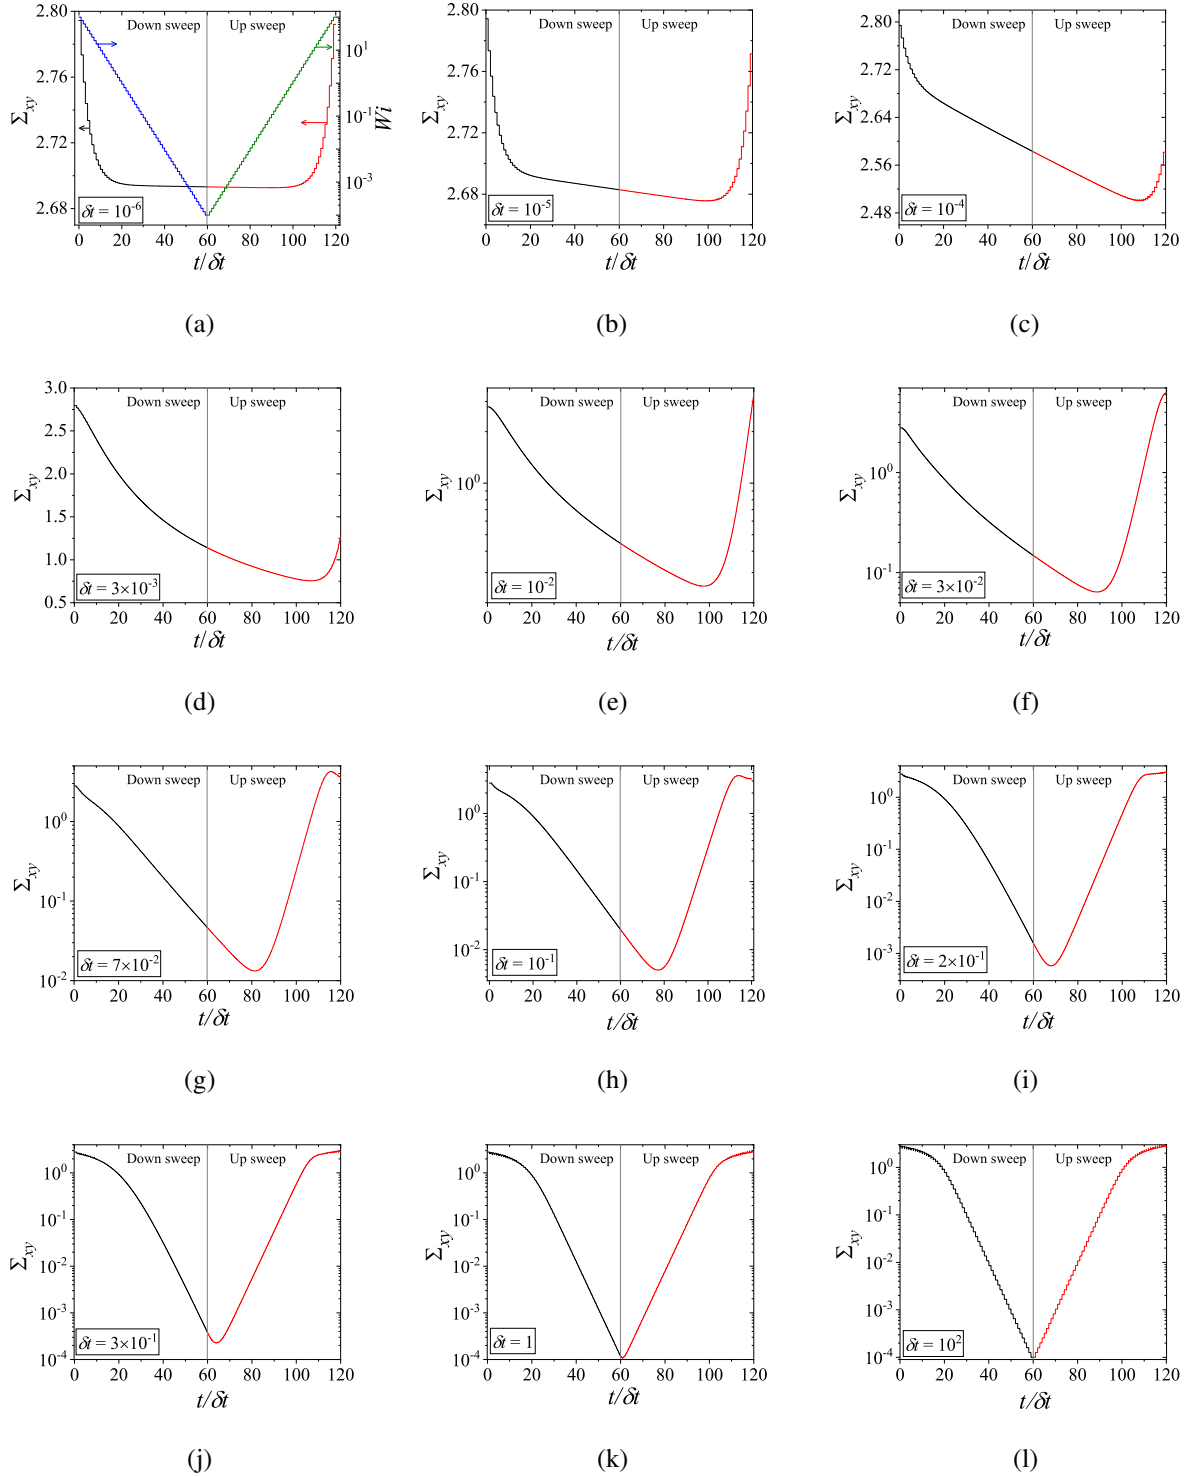 Down sweep Up sweep
2.80
2.76
2.72
2.68
Σxy
10^1
10^-1
10^-3
Wi
δt = 10^-6
0 20 40 60 80 100 120
t/δt
(a)
Down sweep Up sweep
2.80
2.76
2.72
2.68
Σxy
δt = 10^-5
0 20 40 60 80 100 120
t/δt
(b)
Down sweep Up sweep
2.80
2.72
2.64
2.56
2.48
Σxy
δt = 10^-4
0 20 40 60 80 100 120
t/δt
(c)
Down sweep Up sweep
3.0
2.5
2.0
1.5
1.0
0.5
Σxy
δt = 3×10^-3
0 20 40 60 80 100 120
t/δt
(d)
Down sweep Up sweep
10^0
Σxy
δt = 10^-2
0 20 40 60 80 100 120
t/δt
(e)
Down sweep Up sweep
10^0
10^-1
Σxy
δt = 3×10^-2
0 20 40 60 80 100 120
t/δt
(f)
Down sweep Up sweep
10^0
10^-1
10^-2
Σxy
δt = 7×10^-2
0 20 40 60 80 100 120
t/δt
(g)
Down sweep Up sweep
10^0
10^-1
10^-2
Σxy
δt = 10^-1
0 20 40 60 80 100 120
t/δt
(h)
Down sweep Up sweep
10^0
10^-1
10^-2
10^-3
Σxy
δt = 2×10^-1
0 20 40 60 80 100 120
t/δt
(i)
Down sweep Up sweep
10^0
10^-1
10^-2
10^-3
10^-4
Σxy
δt = 3×10^-1
0 20 40 60 80 100 120
t/δt
(j)
Down sweep Up sweep
10^0
10^-1
10^-2
10^-3
10^-4
Σxy
δt = 1
0 20 40 60 80 100 120
t/δt
(k)
Down sweep Up sweep
10^0
10^-1
10^-2
10^-3
10^-4
Σxy
δt = 10^2
0 20 40 60 80 100 120
t/δt
(l)